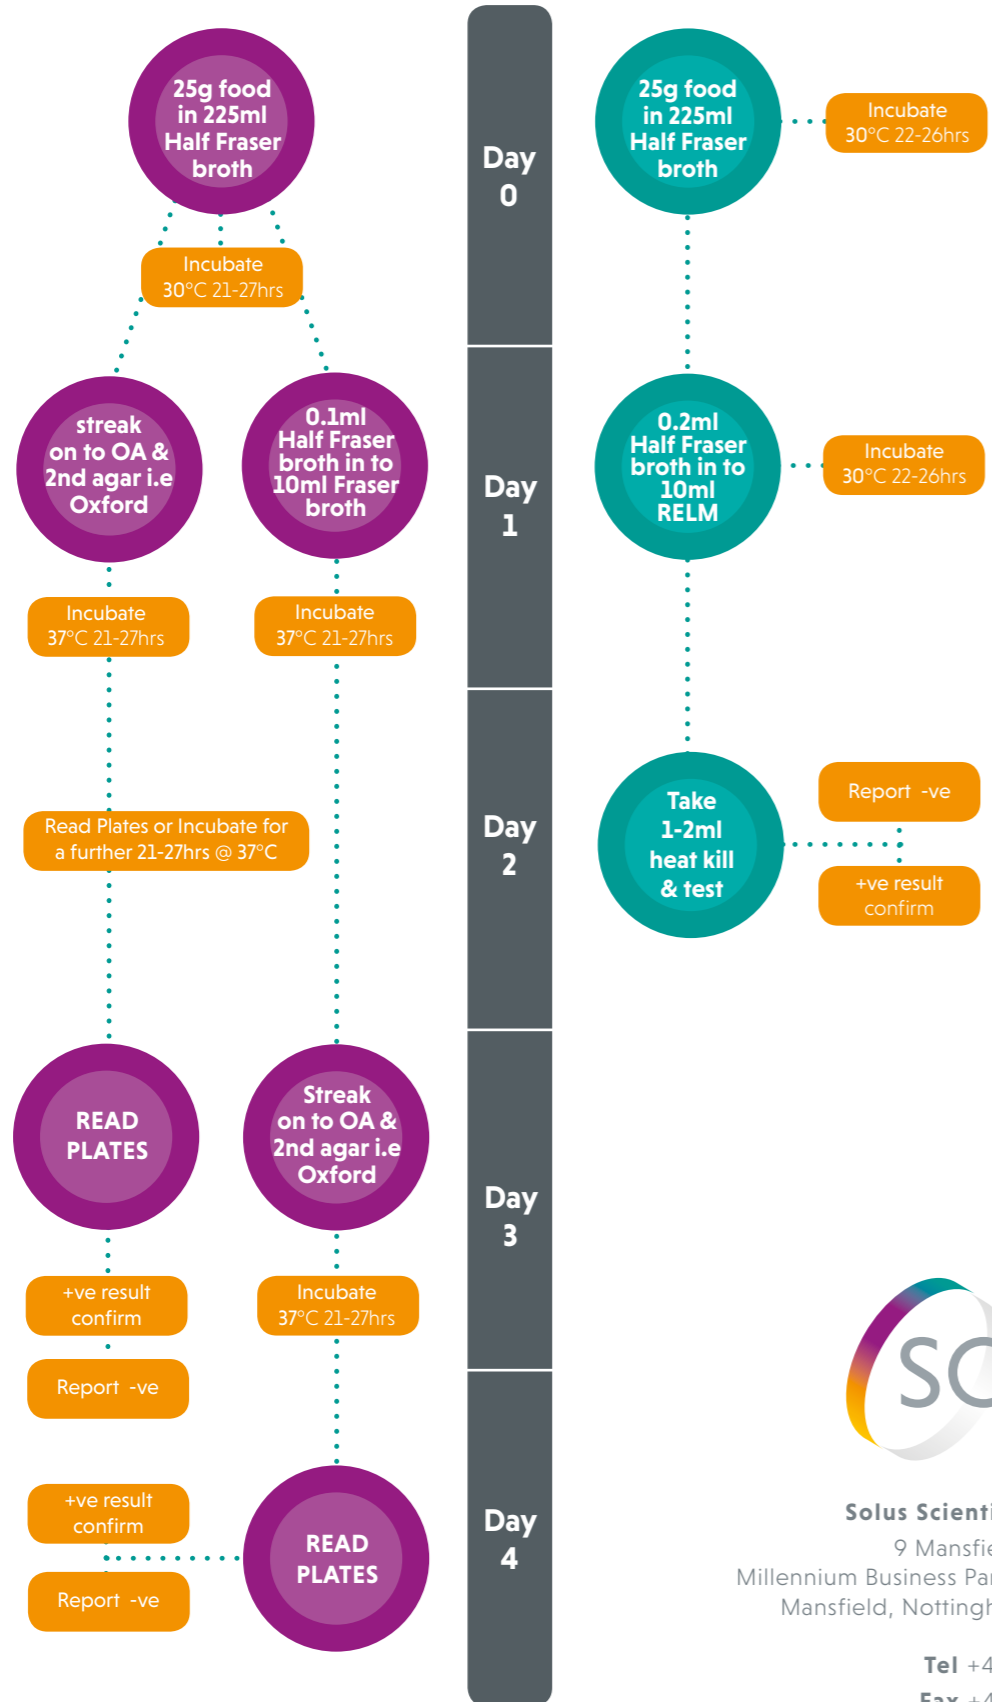 25g food
in 225ml
Half Fraser
broth
Incubate
30°C 21-27hrs
streak
on to OA &
2nd agar i.e
Oxford
0.1ml
Half Fraser
broth in to
10ml Fraser
broth
Incubate
37°C 21-27hrs
Incubate
37°C 21-27hrs
Read Plates or Incubate for
a further 21-27hrs @ 37°C
READ
PLATES
Streak
on to OA &
2nd agar i.e
Oxford
+ve result
confirm
Report -ve
Incubate
37°C 21-27hrs
+ve result
confirm
Report -ve
READ
PLATES
Day
0
Day
1
Day
2
Day
3
Day
4
25g food
in 225ml
Half Fraser
broth
Incubate
30°C 22-26hrs
0.2ml
Half Fraser
broth in to
10ml
RELM
Incubate
30°C 22-26hrs
Take
1-2ml
heat kill
& test
Report -ve
+ve result
confirm
Solus
9
Millennium Business
Mansfield,
Tel +4